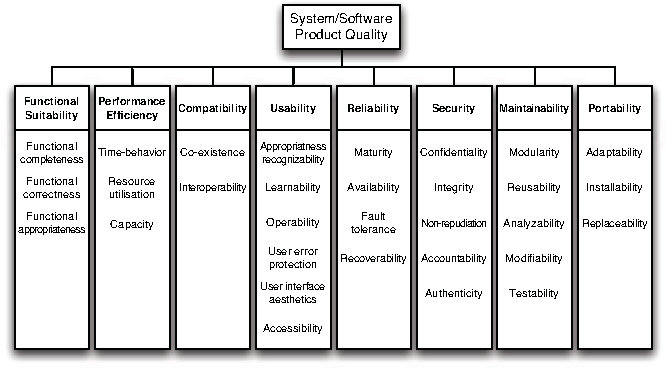 System/Software
Product Quality
Functional
Suitability
Functional
completeness
Functional
correctness
Functional
appropriateness
Performance
Efficiency
Time-behavior
Resource
utilisation
Capacity
Compatibility
Co-existence
Interoperability
Usability
Appropriatness
recognizability
Learnability
Operability
User error
protection
User interface
aesthetics
Accessibility
Reliability
Maturity
Availability
Fault
tolerance
Recoverability
Security
Confidentiality
Integrity
Non-repudiation
Accountability
Authenticity
Maintainability
Modularity
Reusability
Analyzability
Modifiability
Testability
Portability
Adaptability
Installability
Replaceability